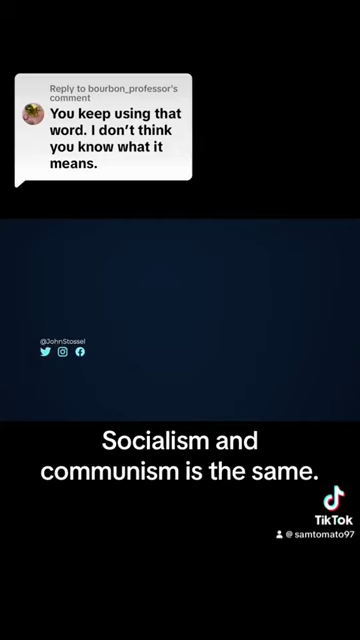 Reply to bourbon_professor's
comment
You keep using that
word. I don't think
you know what it
means.
@JohnStossel
Socialism and
communism is the same.
TikTok
@samtomato97